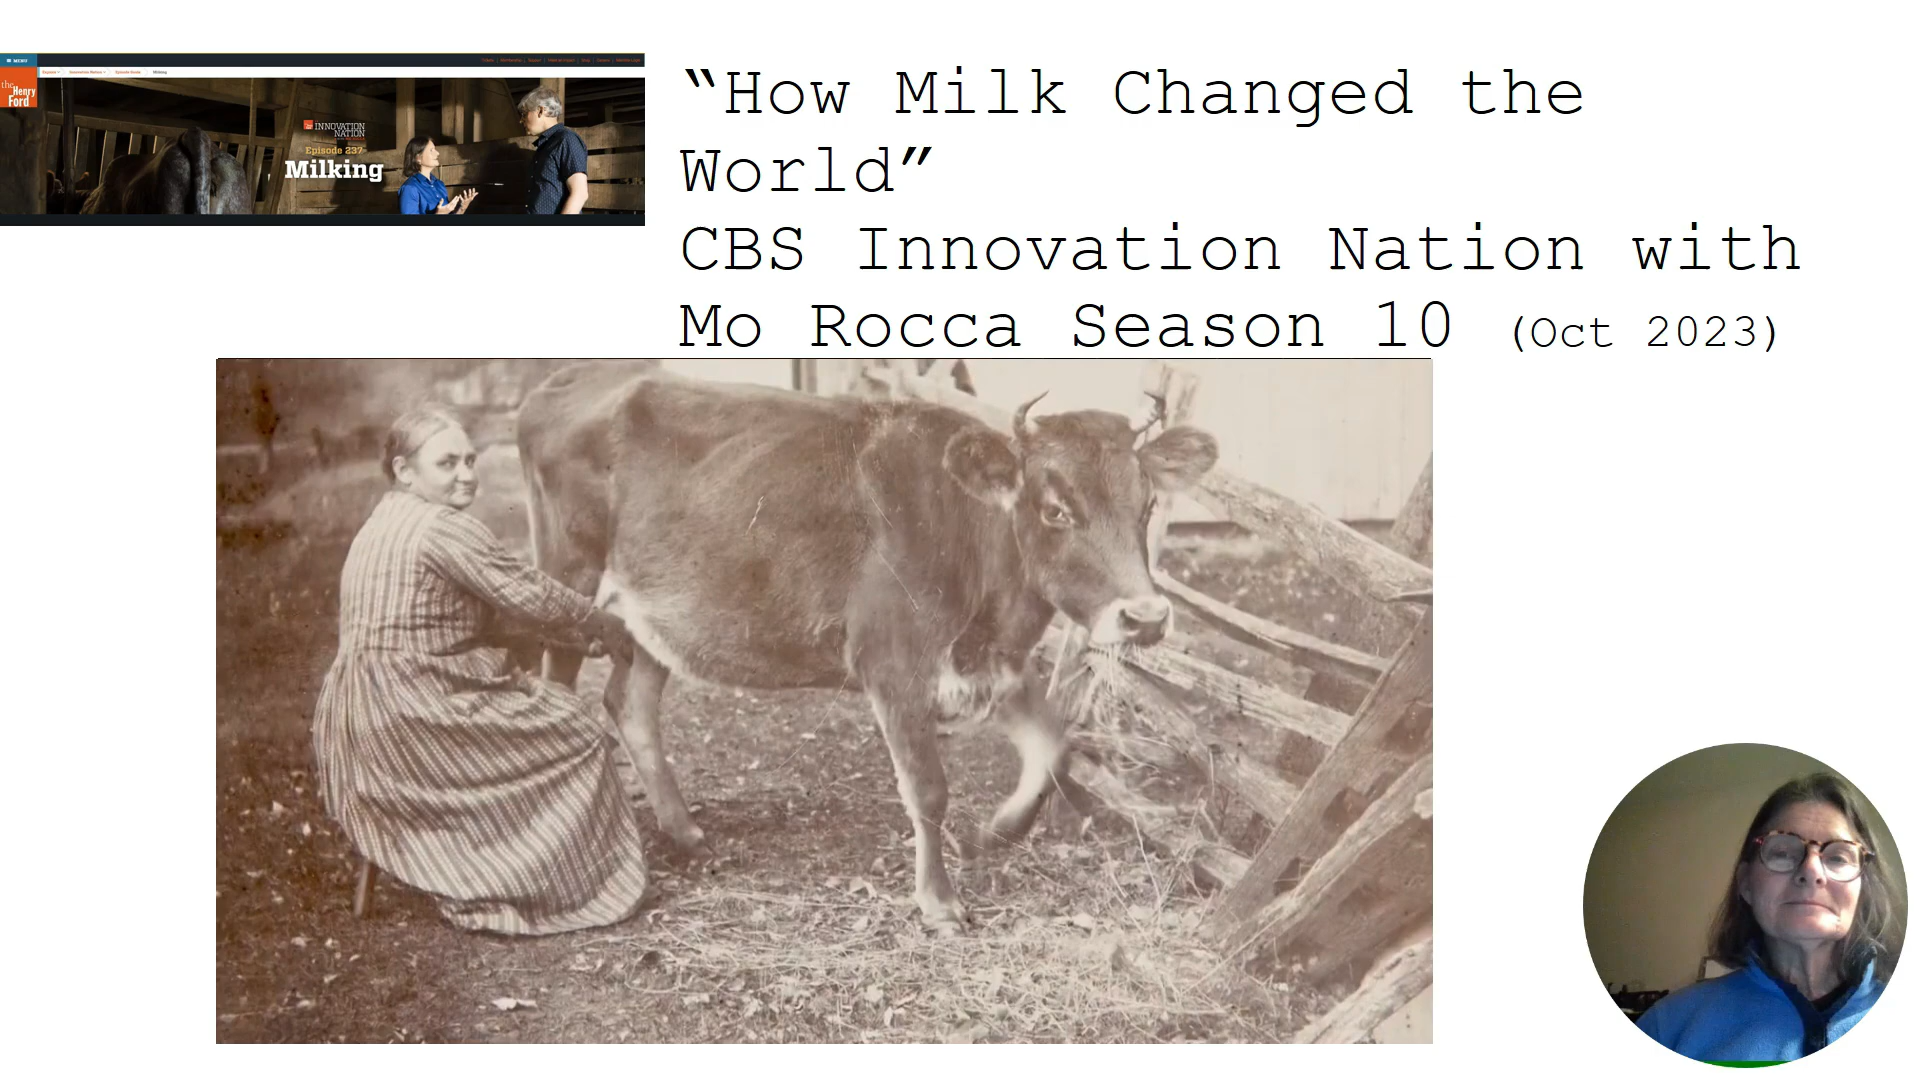 MENU
the
Henry
Ford
INNOVATION
NATION
Episode 237
Milking
“How Milk Changed the
World”
CBS Innovation Nation with
Mo Rocca Season 10 (Oct 2023)